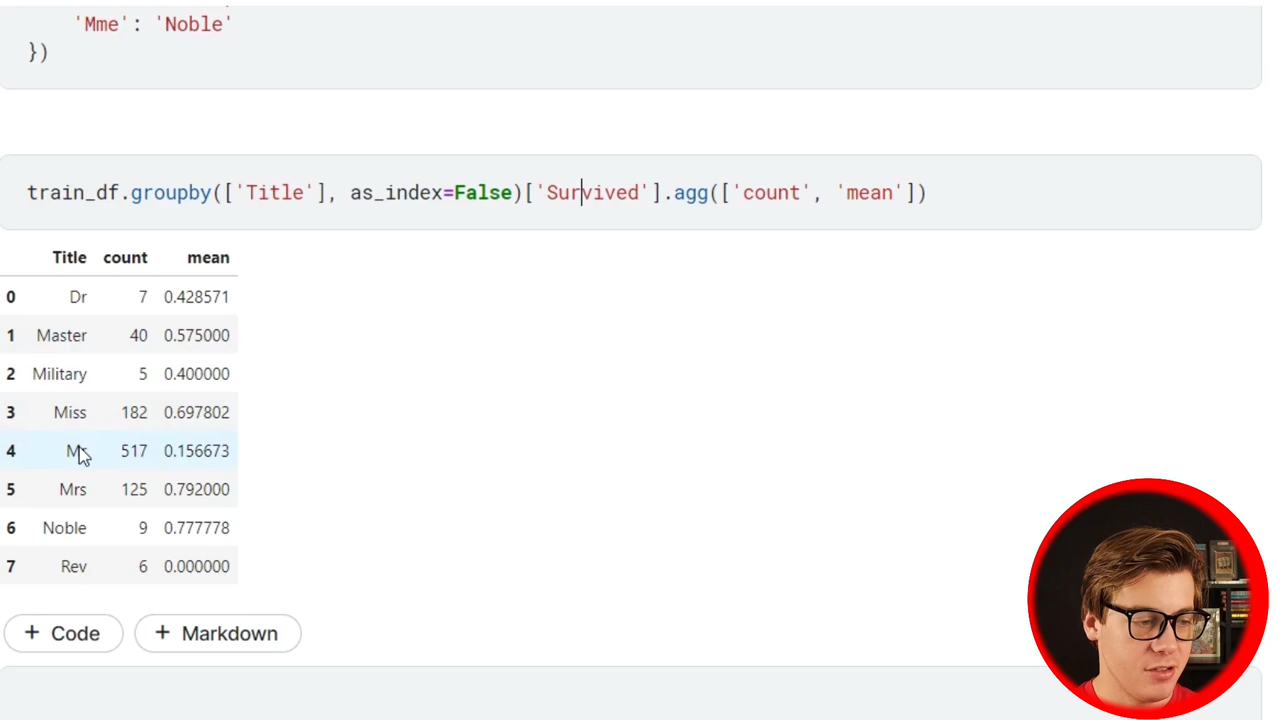 'Mme': 'Noble'
})
train_df.groupby(['Title'], as_index=False)['Survived'].agg(['count', 'mean'])
Title count mean
0 Dr 7 0.428571
1 Master 40 0.575000
2 Military 5 0.400000
3 Miss 182 0.697802
4 Mr 517 0.156673
5 Mrs 125 0.792000
6 Noble 9 0.777778
7 Rev 6 0.000000
+ Code + Markdown